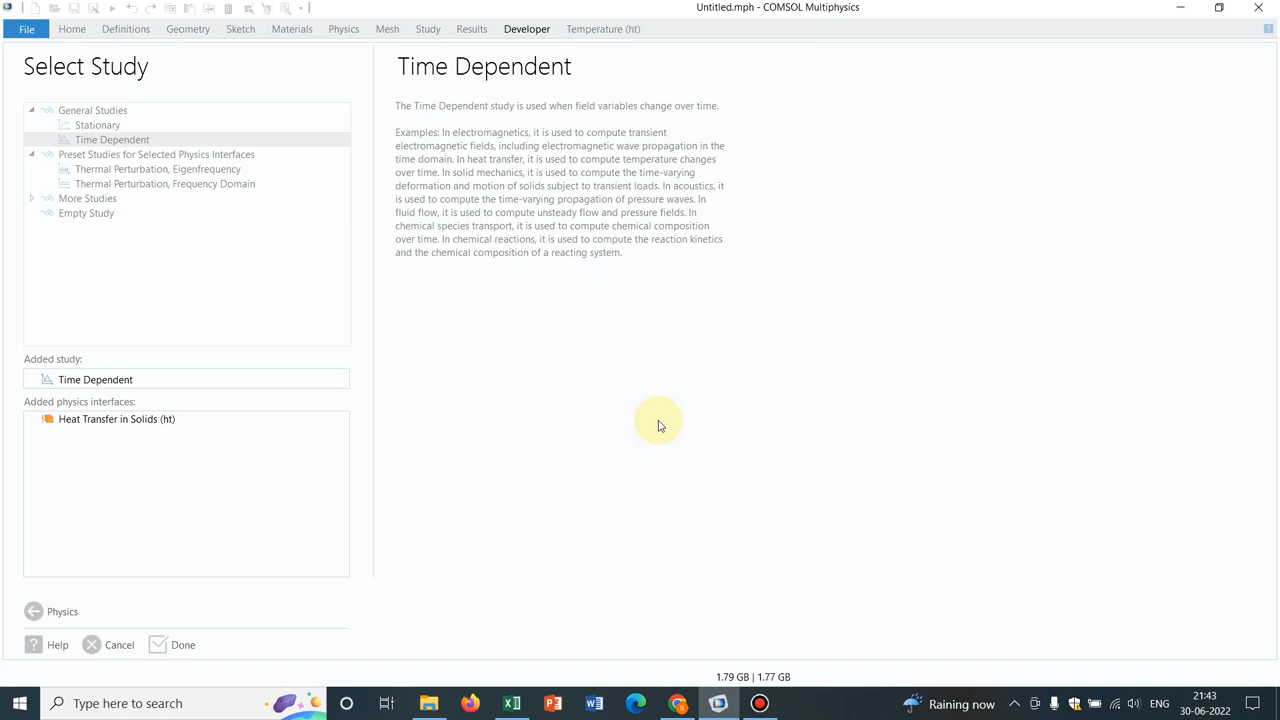 Untitled.mph - COMSOL Multiphysics
File Home Definitions Geometry Sketch Materials Physics Mesh Study Results Developer Temperature (ht)
Select Study
General Studies
Stationary
Time Dependent
Preset Studies for Selected Physics Interfaces
Thermal Perturbation, Eigenfrequency
Thermal Perturbation, Frequency Domain
More Studies
Empty Study
Added study:
Time Dependent
Added physics interfaces:
Heat Transfer in Solids (ht)
Physics
Help Cancel Done
Time Dependent
The Time Dependent study is used when field variables change over time.
Examples: In electromagnetics, it is used to compute transient
electromagnetic fields, including electromagnetic wave propagation in the
time domain. In heat transfer, it is used to compute temperature changes
over time. In solid mechanics, it is used to compute the time-varying
deformation and motion of solids subject to transient loads. In acoustics, it
is used to compute the time-varying propagation of pressure waves. In
fluid flow, it is used to compute unsteady flow and pressure fields. In
chemical species transport, it is used to compute chemical composition
over time. In chemical reactions, it is used to compute the reaction kinetics
and the chemical composition of a reacting system.
1.79 GB | 1.77 GB
Type here to search
Raining now
ENG
21:43
30-06-2022